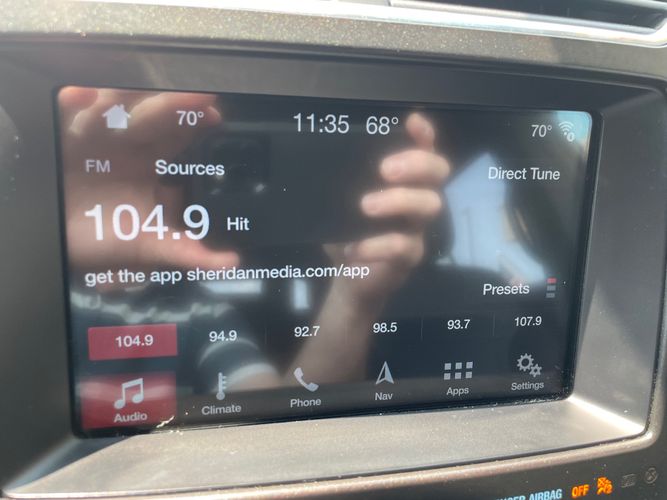 70° 11:35 68° 70°
FM Sources Direct Tune
104.9 Hit
get the app sheridanmedia.com/app
Presets
104.9 94.9 92.7 98.5 93.7 107.9
Audio Climate Phone Nav Apps Settings
AIRBAG OFF